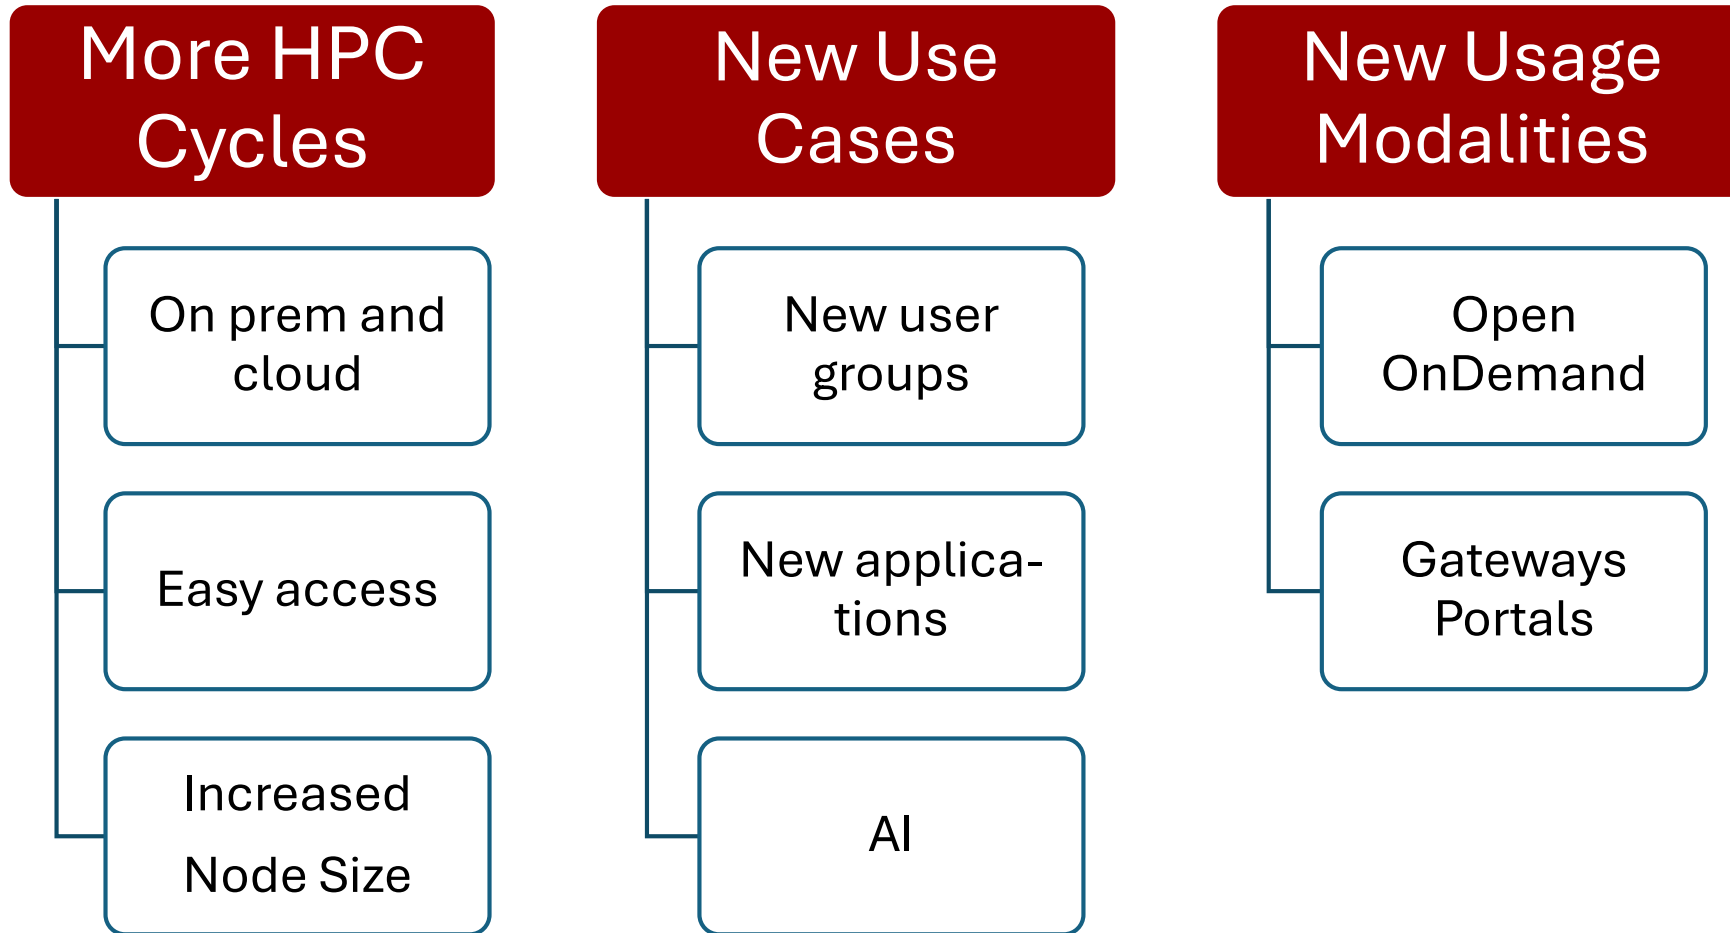 More HPC
Cycles
On prem and
cloud
Easy access
Increased
Node Size
New Use
Cases
New user
groups
New applica-
tions
AI
New Usage
Modalities
Open
OnDemand
Gateways
Portals